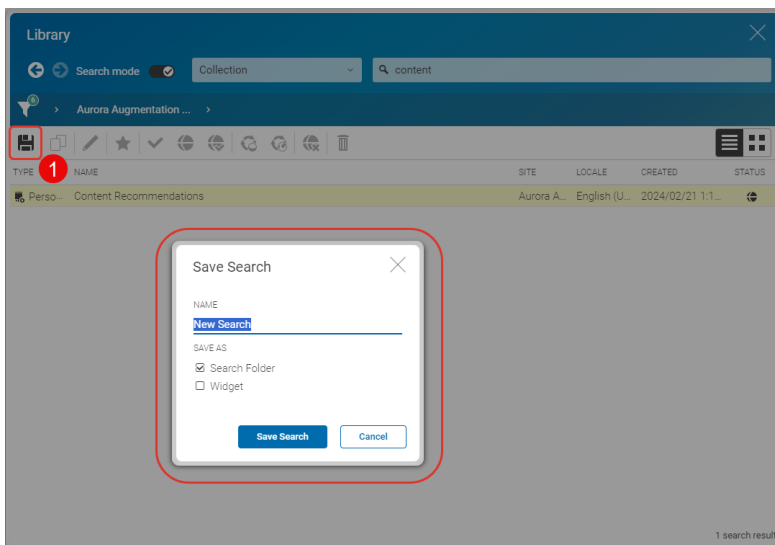 Library
Search mode
Collection
content
6
Aurora Augmentation ...
1
TYPE NAME SITE LOCALE CREATED STATUS
Perso... Content Recommendations Aurora A... English (U... 2024/02/21 1:1...
Save Search
NAME
New Search
SAVE AS
Search Folder
Widget
Save Search Cancel
1 search result